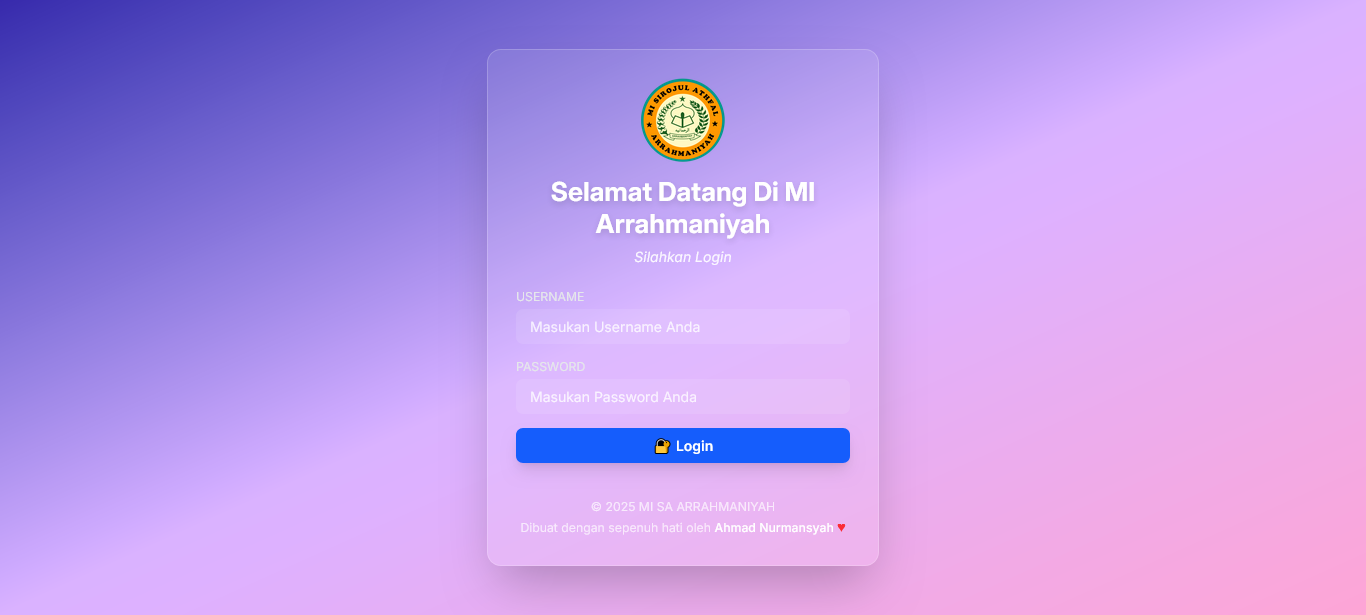 MI SIROJUL ATHFAL
ARRAHMANIYAH
Selamat Datang Di MI
Arrahmaniyah
Silahkan Login
USERNAME
Masukan Username Anda
PASSWORD
Masukan Password Anda
🔐 Login
© 2025 MI SA ARRAHMANIYAH
Dibuat dengan sepenuh hati oleh Ahmad Nurmansyah ♥